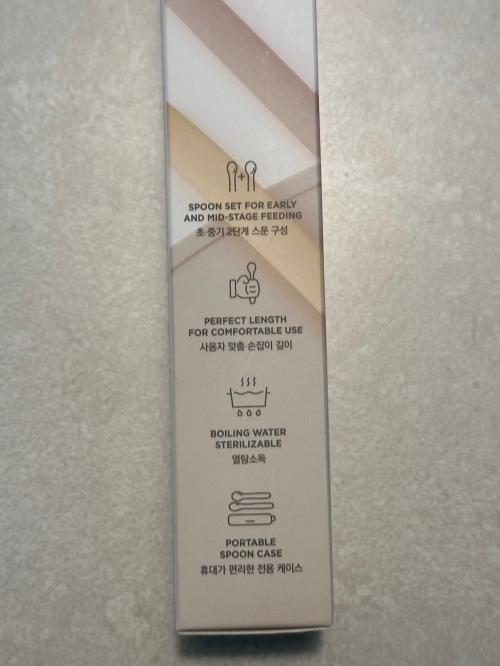 SPOON SET FOR EARLY
AND MID-STAGE FEEDING
초·중기 2단계 스푼 구성
PERFECT LENGTH
FOR COMFORTABLE USE
사용자 맞춤 손잡이 길이
BOILING WATER
STERILIZABLE
열탕소독
PORTABLE
SPOON CASE
휴대가 편리한 전용 케이스